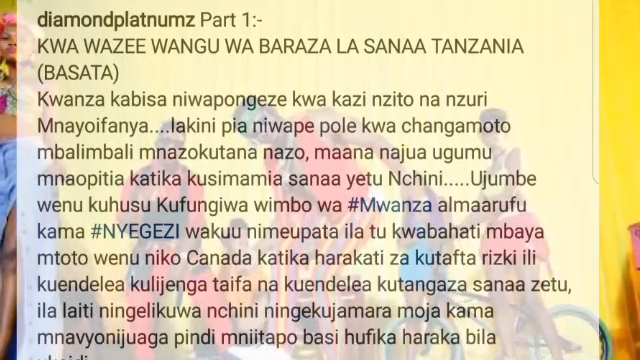 diamondplatnumz Part 1:-
KWA WAZEE WANGU WA BARAZA LA SANAA TANZANIA
(BASATA)
Kwanza kabisa niwapongeze kwa kazi nzito na nzuri
Mnayoifanya....lakini pia niwape pole kwa changamoto
mbalimbali mnazokutana nazo, maana najua ugumu
mnaopitia katika kusimamia sanaa yetu Nchini.....Ujumbe
wenu kuhusu Kufungiwa wimbo wa #Mwanza almaarufu
kama #NYEGEZI wakuu nimeupata ila tu kwabahati mbaya
mtoto wenu niko Canada katika harakati za kutafta rizki ili
kuendelea kulijenga taifa na kuendelea kutangaza sanaa zetu,
ila laiti ningelikuwa nchini ningekujamara moja kama
mnavyonijuaga pindi mniitapo basi hufika haraka bila